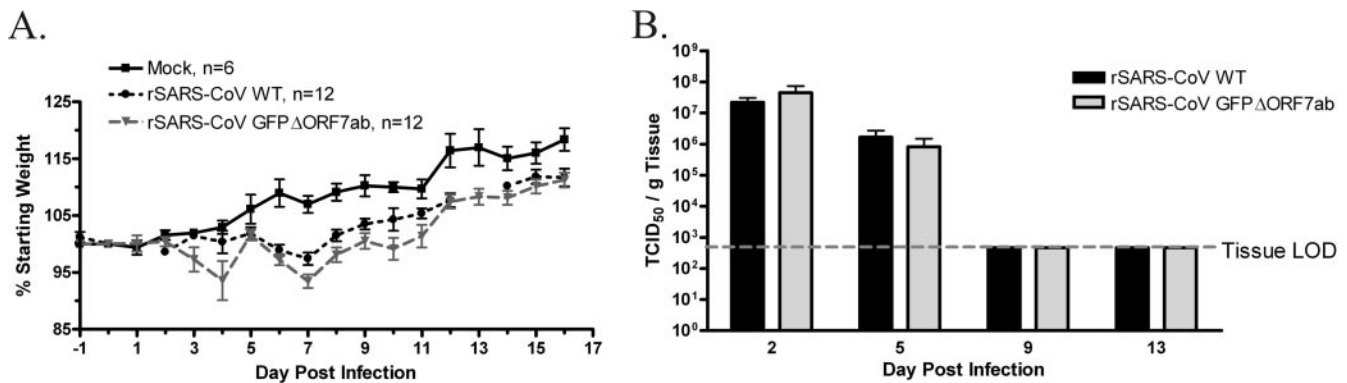 A.
Mock, n=6
rSARS-CoV WT, n=12
rSARS-CoV GFPΔORF7ab, n=12
% Starting Weight
125
115
105
95
85
-1 1 3 5 7 9 11 13 15 17
Day Post Infection
B.
rSARS-CoV WT
rSARS-CoV GFPΔORF7ab
TCID50 / g Tissue
10⁹
10⁸
10⁷
10⁶
10⁵
10⁴
10³
10²
10¹
10⁰
Tissue LOD
2 5 9 13
Day Post Infection